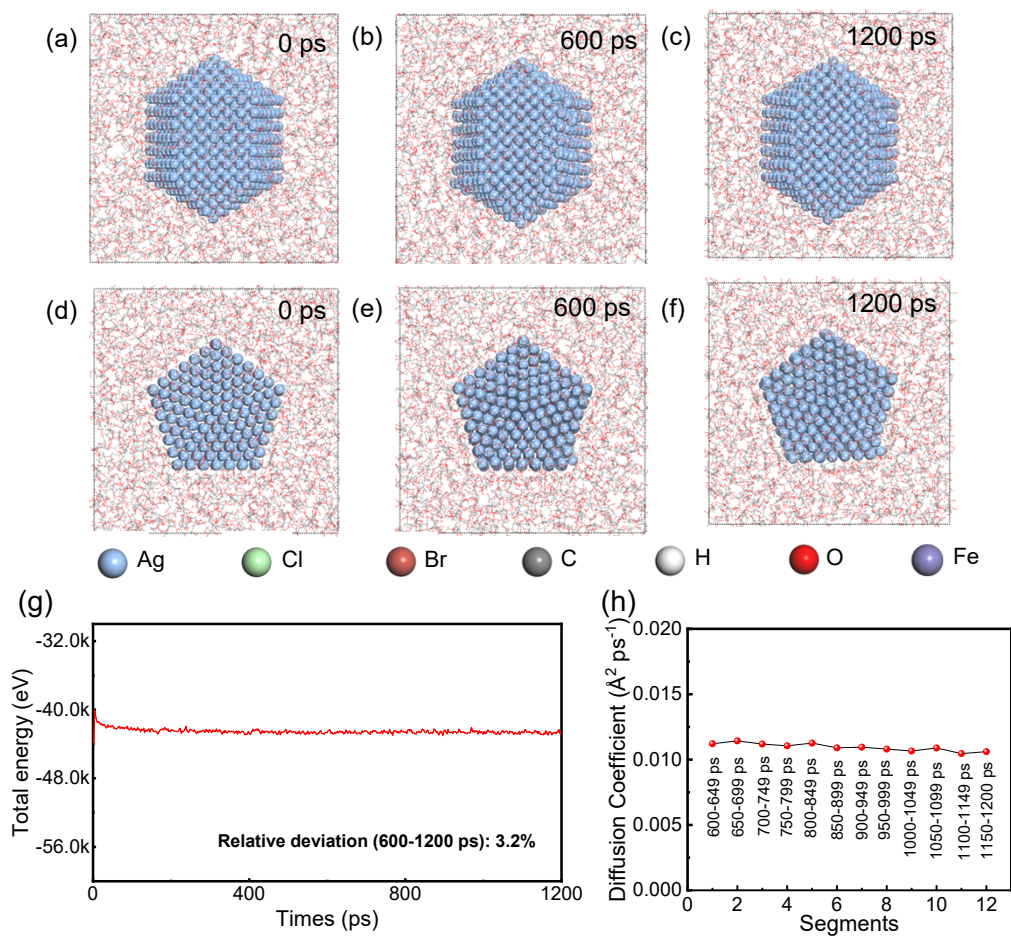 (a)
0 ps
(b)
600 ps
(c)
1200 ps
(d)
0 ps
(e)
600 ps
(f)
1200 ps
Ag
Cl
Br
C
H
O
Fe
(g)
-32.0k
-40.0k
-48.0k
-56.0k
Total energy (eV)
Relative deviation (600-1200 ps): 3.2%
0
400
800
1200
Times (ps)
(h)
0.020
0.015
0.010
0.005
0.000
Diffusion Coefficient (Å² ps⁻¹)
600-649 ps
650-699 ps
700-749 ps
750-799 ps
800-849 ps
850-899 ps
900-949 ps
950-999 ps
1000-1049 ps
1050-1099 ps
1100-1149 ps
1150-1200 ps
0
2
4
6
8
10
12
Segments